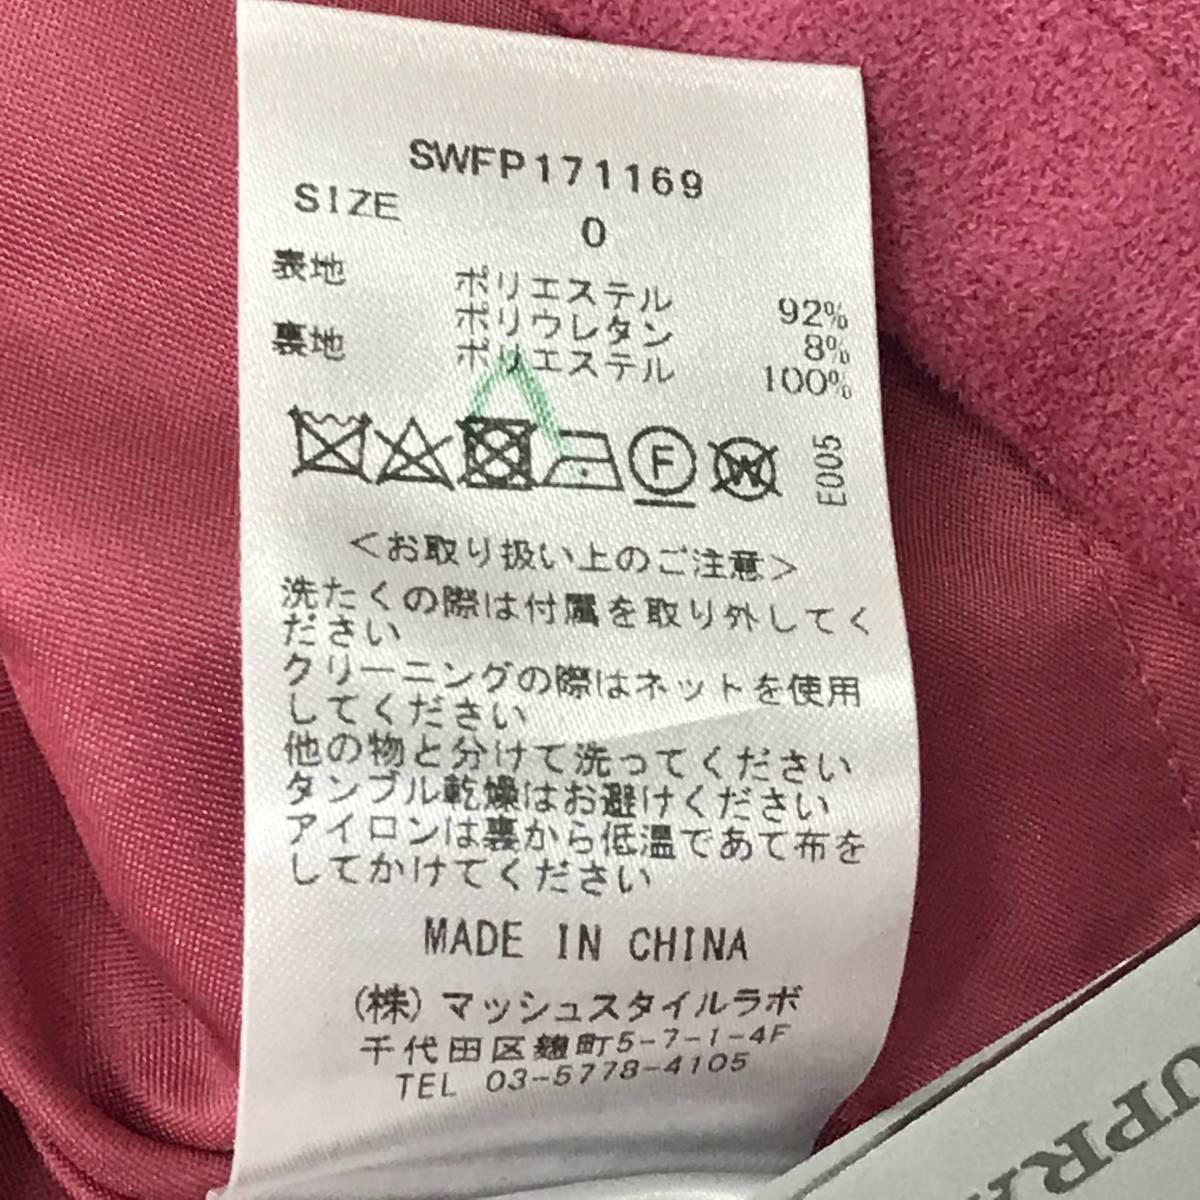 SWFP171169
SIZE 0
表地 ポリエステル 92%
ポリウレタン 8%
裏地 ポリエステル 100%
F W E005
<お取り扱い上のご注意>
洗たくの際は付属を取り外してく
ださい
クリーニングの際はネットを使用
してください
他の物と分けて洗ってください
タンブル乾燥はお避けください
アイロンは裏から低温であて布を
してかけてください
MADE IN CHINA
(株)マッシュスタイルラボ
千代田区麹町5-7-1-4F
TEL 03-5778-4105